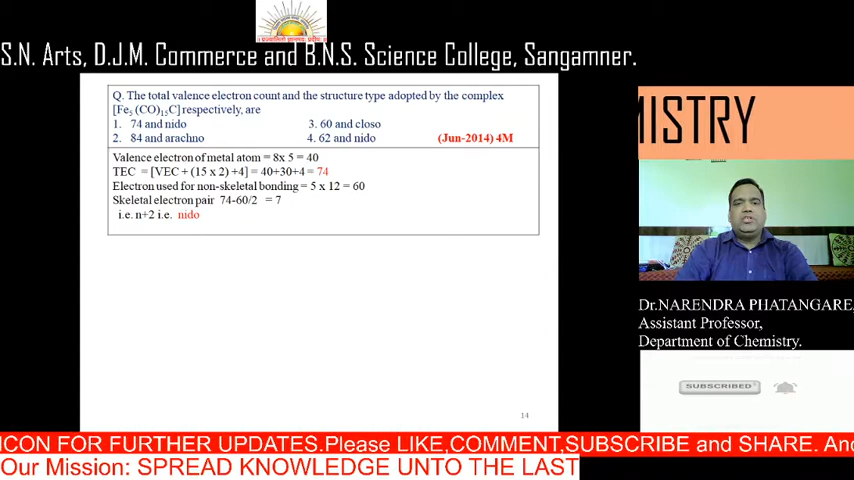 S.N. Arts, D.J.M. Commerce and B.N.S. Science College, Sangamner.
Q. The total valence electron count and the structure type adopted by the complex
[Fe5 (CO)15C] respectively, are
1. 74 and nido 3. 60 and closo
2. 84 and arachno 4. 62 and nido (Jun-2014) 4M
Valence electron of metal atom = 8x 5 = 40
TEC = [VEC + (15 x 2) +4] = 40+30+4 = 74
Electron used for non-skeletal bonding = 5 x 12 = 60
Skeletal electron pair 74-60/2 = 7
i.e. n+2 i.e. nido
14
MISTRY
Dr.NARENDRA PHATANGARE,
Assistant Professor,
Department of Chemistry.
SUBSCRIBED
ICON FOR FURTHER UPDATES.Please LIKE,COMMENT,SUBSCRIBE and SHARE. And
Our Mission: SPREAD KNOWLEDGE UNTO THE LAST